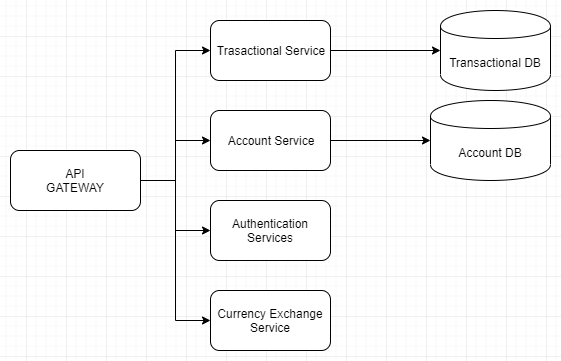 Trasactional Service
Transactional DB
Account Service
Account DB
API
GATEWAY
Authentication
Services
Currency Exchange
Service